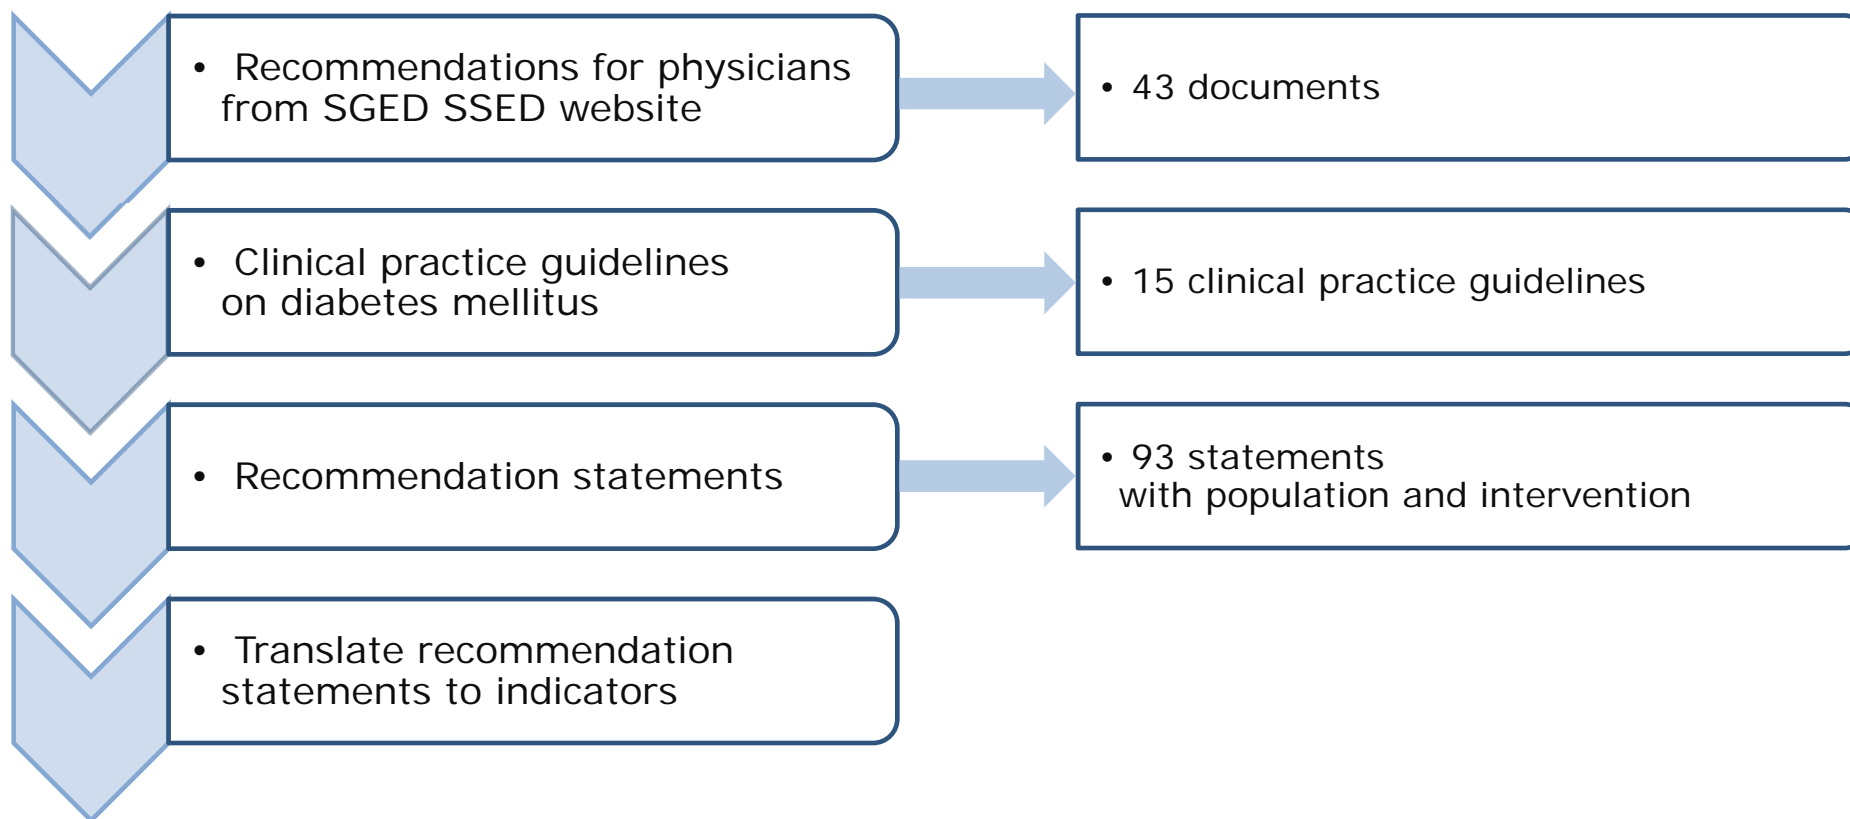 • Recommendations for physicians
from SGED SSED website
• 43 documents
• Clinical practice guidelines
on diabetes mellitus
• 15 clinical practice guidelines
• Recommendation statements
• 93 statements
with population and intervention
• Translate recommendation
statements to indicators